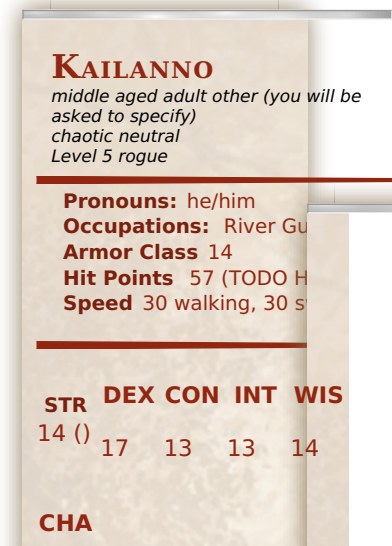 KAILANNO
middle aged adult other (you will be
asked to specify)
chaotic neutral
Level 5 rogue
Pronouns: he/him
Occupations: River Gu
Armor Class 14
Hit Points 57 (TODO H
Speed 30 walking, 30 s
STR DEX CON INT WIS
14 () 17 13 13 14
CHA